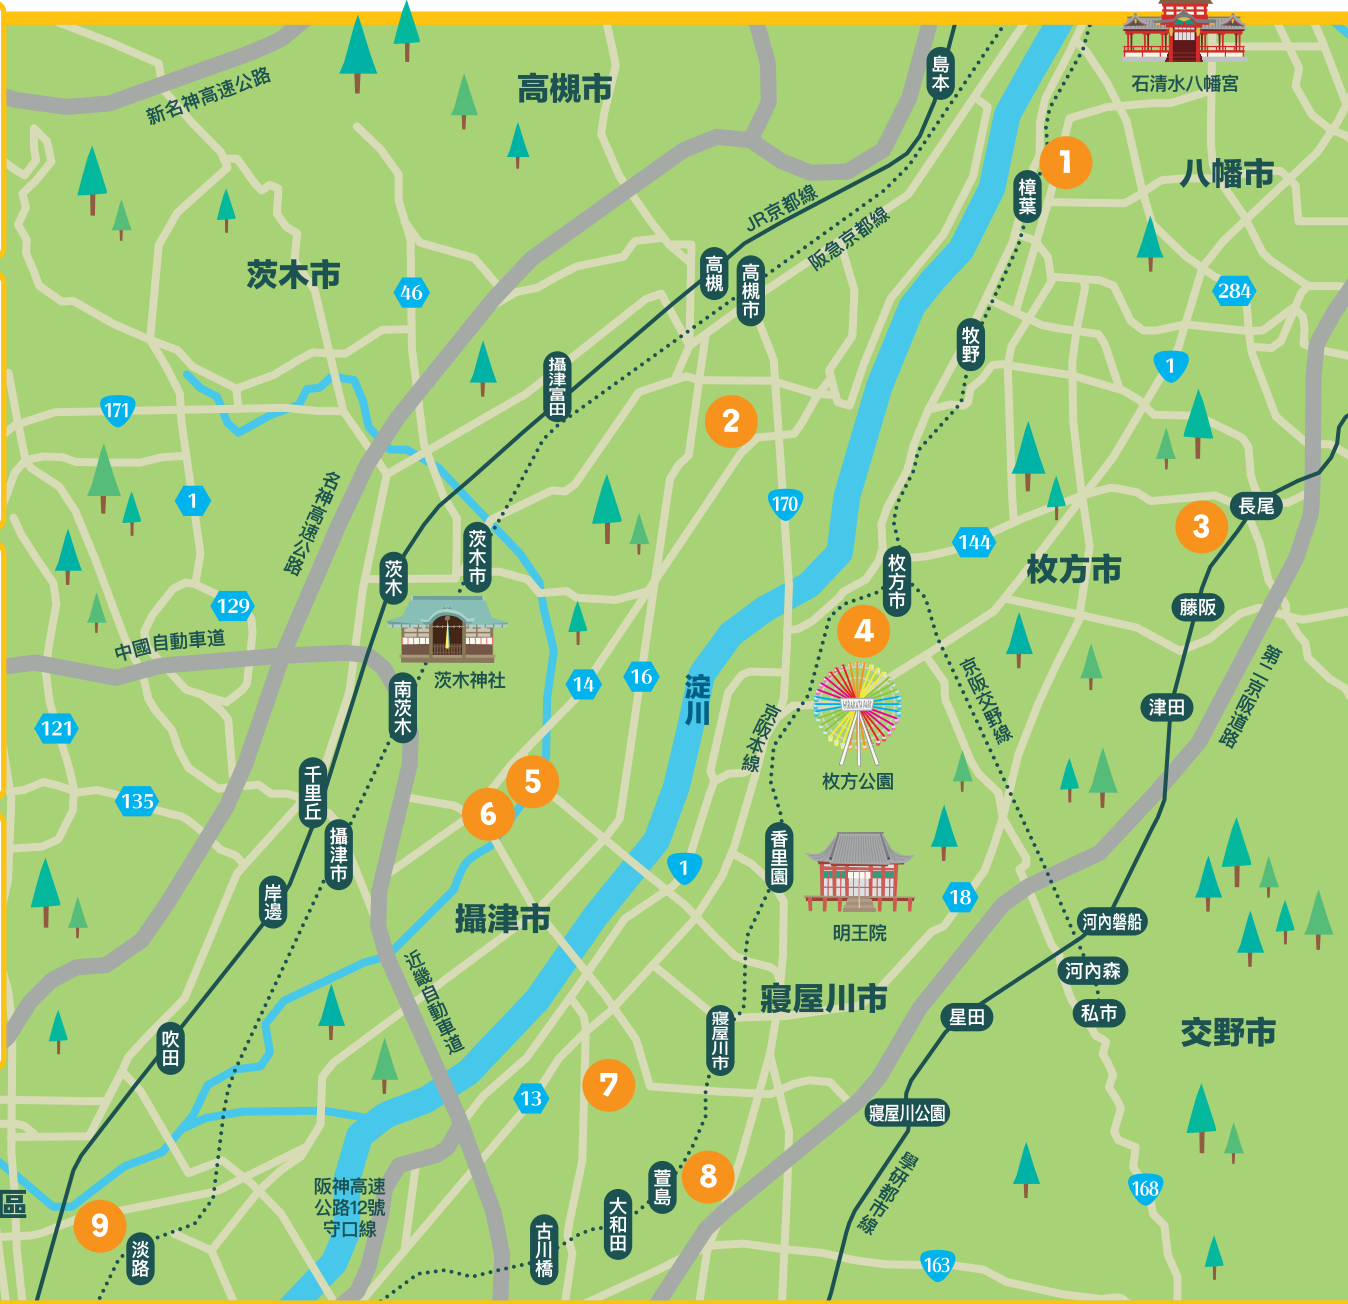 島本
石清水八幡宮
新名神高速公路
高槻市
1
八幡市
樟葉
JR京都線
阪急京都線
茨木市
46
高槻
高槻市
284
牧野
1
攝津富田
171
2
名神高速公路
1
170
長尾
3
144
枚方市
茨木市
茨木
枚方市
129
藤阪
4
中國自動車道
茨木神社
14
16
淀川
京阪交野線
第二京阪道路
南茨木
121
京阪本線
津田
枚方公園
千里丘
5
135
6
攝津市
香里園
1
18
岸邊
攝津市
明王院
河內磐船
近畿自動車道
河內森
寢屋川市
星田
私市
吹田
寢屋川市
交野市
7
13
寢屋川公園
阪神高速
公路12號
守口線
萱島
8
學研都市線
168
區
9
大和田
淡路
古川橋
163